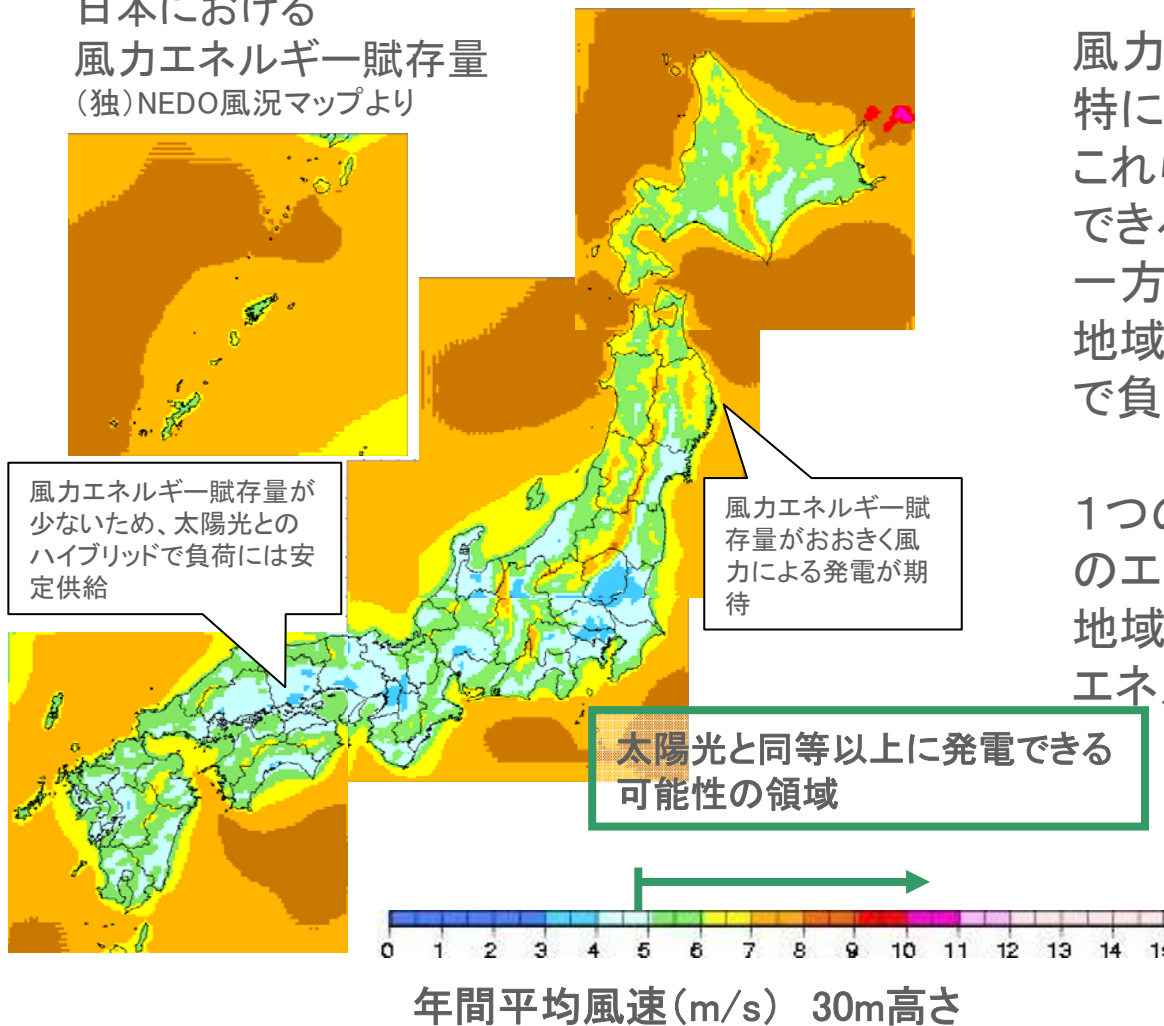 日本における
風力エネルギー賦存量
（独）NEDO風況マップより
風力エネルギー賦存量が
少ないため、太陽光との
ハイブリッドで負荷には安
定供給
風力エネルギー賦
存量がおおきく風
力による発電が期
待
太陽光と同等以上に発電できる
可能性の領域
0 1 2 3 4 5 6 7 8 9 10 11 12 13 14
年間平均風速（m/s） 30m高さ
風力
特に
これ
でき
一方
地域
で負
１つの
のエ
地域
エネ